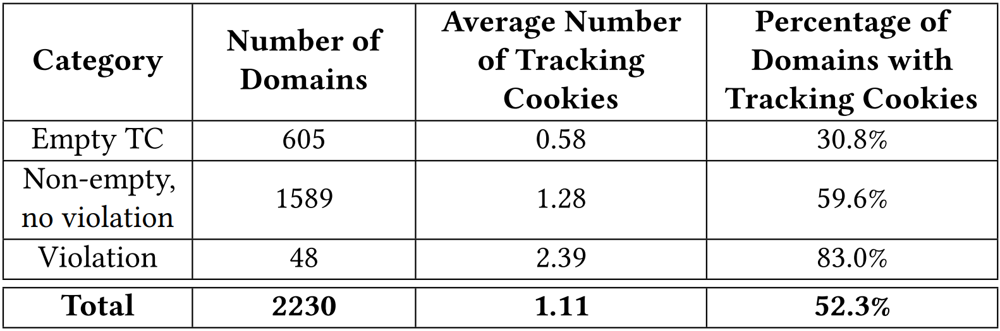 Category
Number of
Domains
Average Number
of Tracking
Cookies
Percentage of
Domains with
Tracking Cookies
Empty TC
605
0.58
30.8%
Non-empty,
no violation
1589
1.28
59.6%
Violation
48
2.39
83.0%
Total
2230
1.11
52.3%